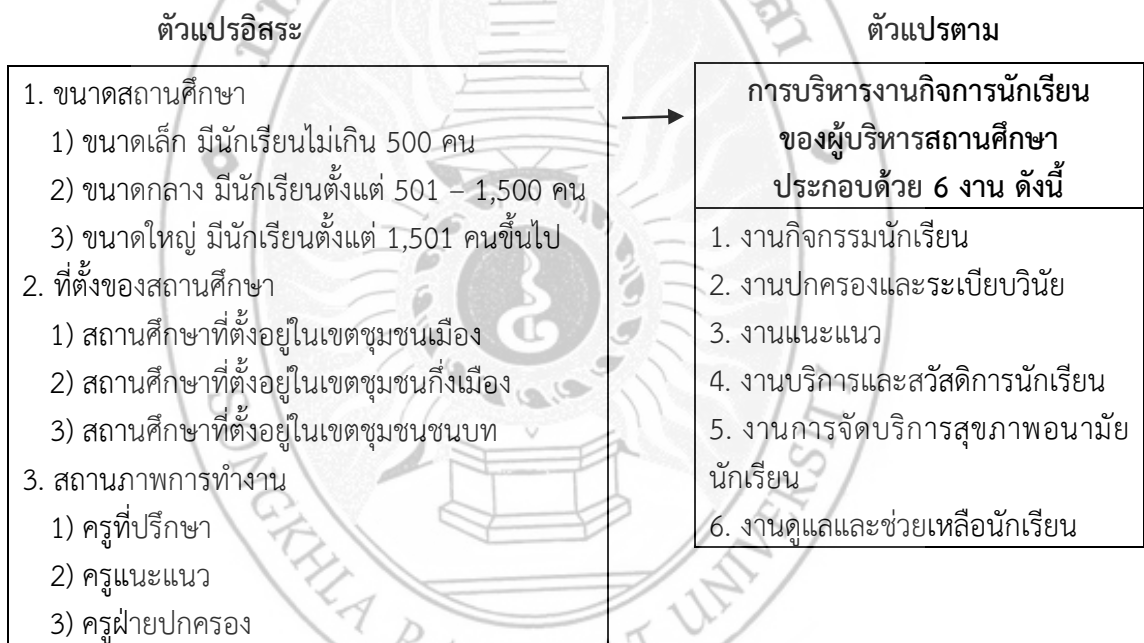 ตัวแปรอิสระ
1. ขนาดสถานศึกษา
1) ขนาดเล็ก มีนักเรียนไม่เกิน 500 คน
2) ขนาดกลาง มีนักเรียนตั้งแต่ 501 – 1,500 คน
3) ขนาดใหญ่ มีนักเรียนตั้งแต่ 1,501 คนขึ้นไป
2. ที่ตั้งของสถานศึกษา
1) สถานศึกษาที่ตั้งอยู่ในเขตชุมชนเมือง
2) สถานศึกษาที่ตั้งอยู่ในเขตชุมชนกึ่งเมือง
3) สถานศึกษาที่ตั้งอยู่ในเขตชุมชนชนบท
3. สถานภาพการทำงาน
1) ครูที่ปรึกษา
2) ครูแนะแนว
3) ครูฝ่ายปกครอง
ตัวแปรตาม
การบริหารงานกิจการนักเรียน
ของผู้บริหารสถานศึกษา
ประกอบด้วย 6 งาน ดังนี้
1. งานกิจกรรมนักเรียน
2. งานปกครองและระเบียบวินัย
3. งานแนะแนว
4. งานบริการและสวัสดิการนักเรียน
5. งานการจัดบริการสุขภาพอนามัย
นักเรียน
6. งานดูแลและช่วยเหลือนักเรียน